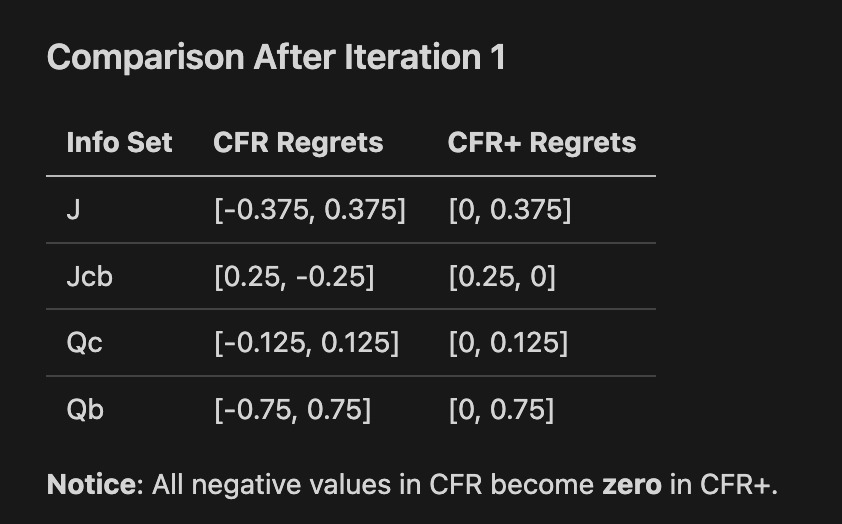 Comparison After Iteration 1
Info Set CFR Regrets CFR+ Regrets
J [-0.375, 0.375] [0, 0.375]
Jcb [0.25, -0.25] [0.25, 0]
Qc [-0.125, 0.125] [0, 0.125]
Qb [-0.75, 0.75] [0, 0.75]
Notice: All negative values in CFR become zero in CFR+.